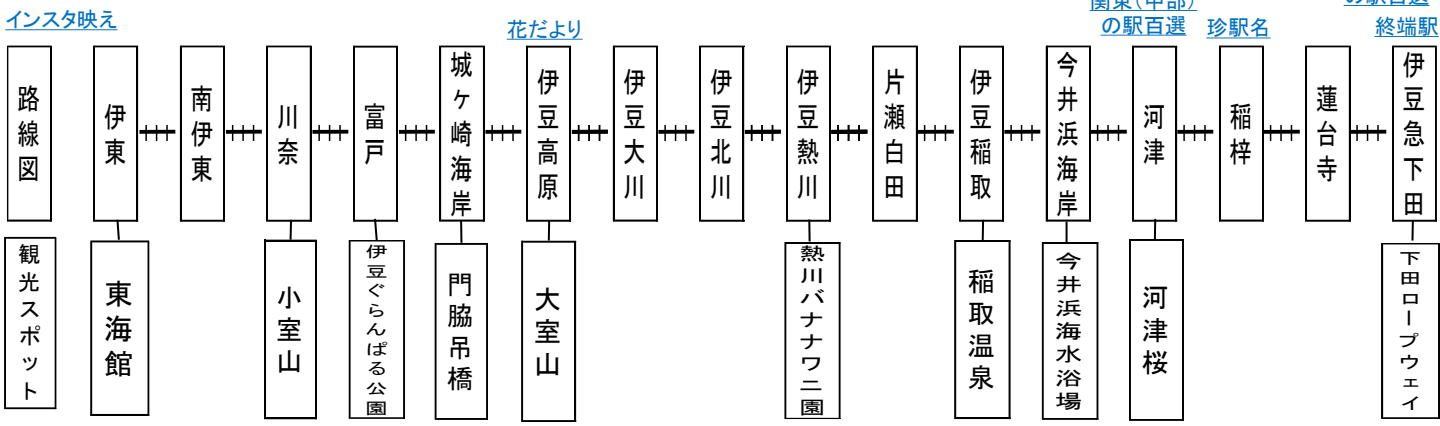 インスタ映え
花だより
関東(中部)
の駅百選
珍駅名
の駅百選
終端駅
路線図
伊東
南伊東
川奈
富戸
城ヶ崎海岸
伊豆高原
伊豆大川
伊豆北川
伊豆熱川
片瀬白田
伊豆稲取
今井浜海岸
河津
稲梓
蓮台寺
伊豆急下田
観光スポット
東海館
小室山
伊豆ぐらんぱる公園
門脇吊橋
大室山
熱川バナナワニ園
稲取温泉
今井浜海水浴場
河津桜
下田ロープウェイ